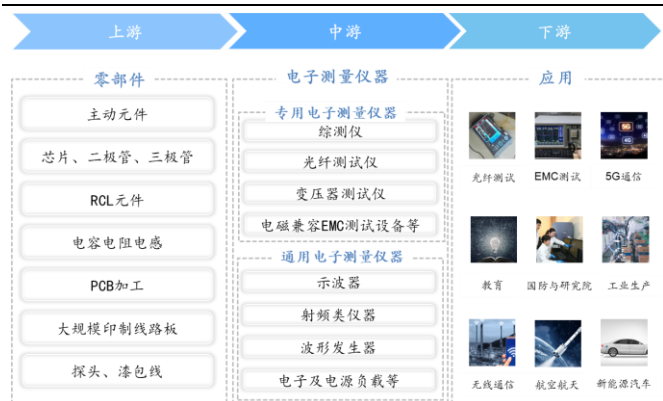 上游
中游
下游
零部件
主动元件
芯片、二极管、三极管
RCL元件
电容电阻电感
PCB加工
大规模印制线路板
探头、漆包线
电子测量仪器
专用电子测量仪器
综测仪
光纤测试仪
变压器测试仪
电磁兼容EMC测试设备等
通用电子测量仪器
示波器
射频类仪器
波形发生器
电子及电源负载等
应用
5G
4G
光纤测试
EMC测试
5G通信
教育
国防与研究院
工业生产
无线通信
航空航天
新能源汽车